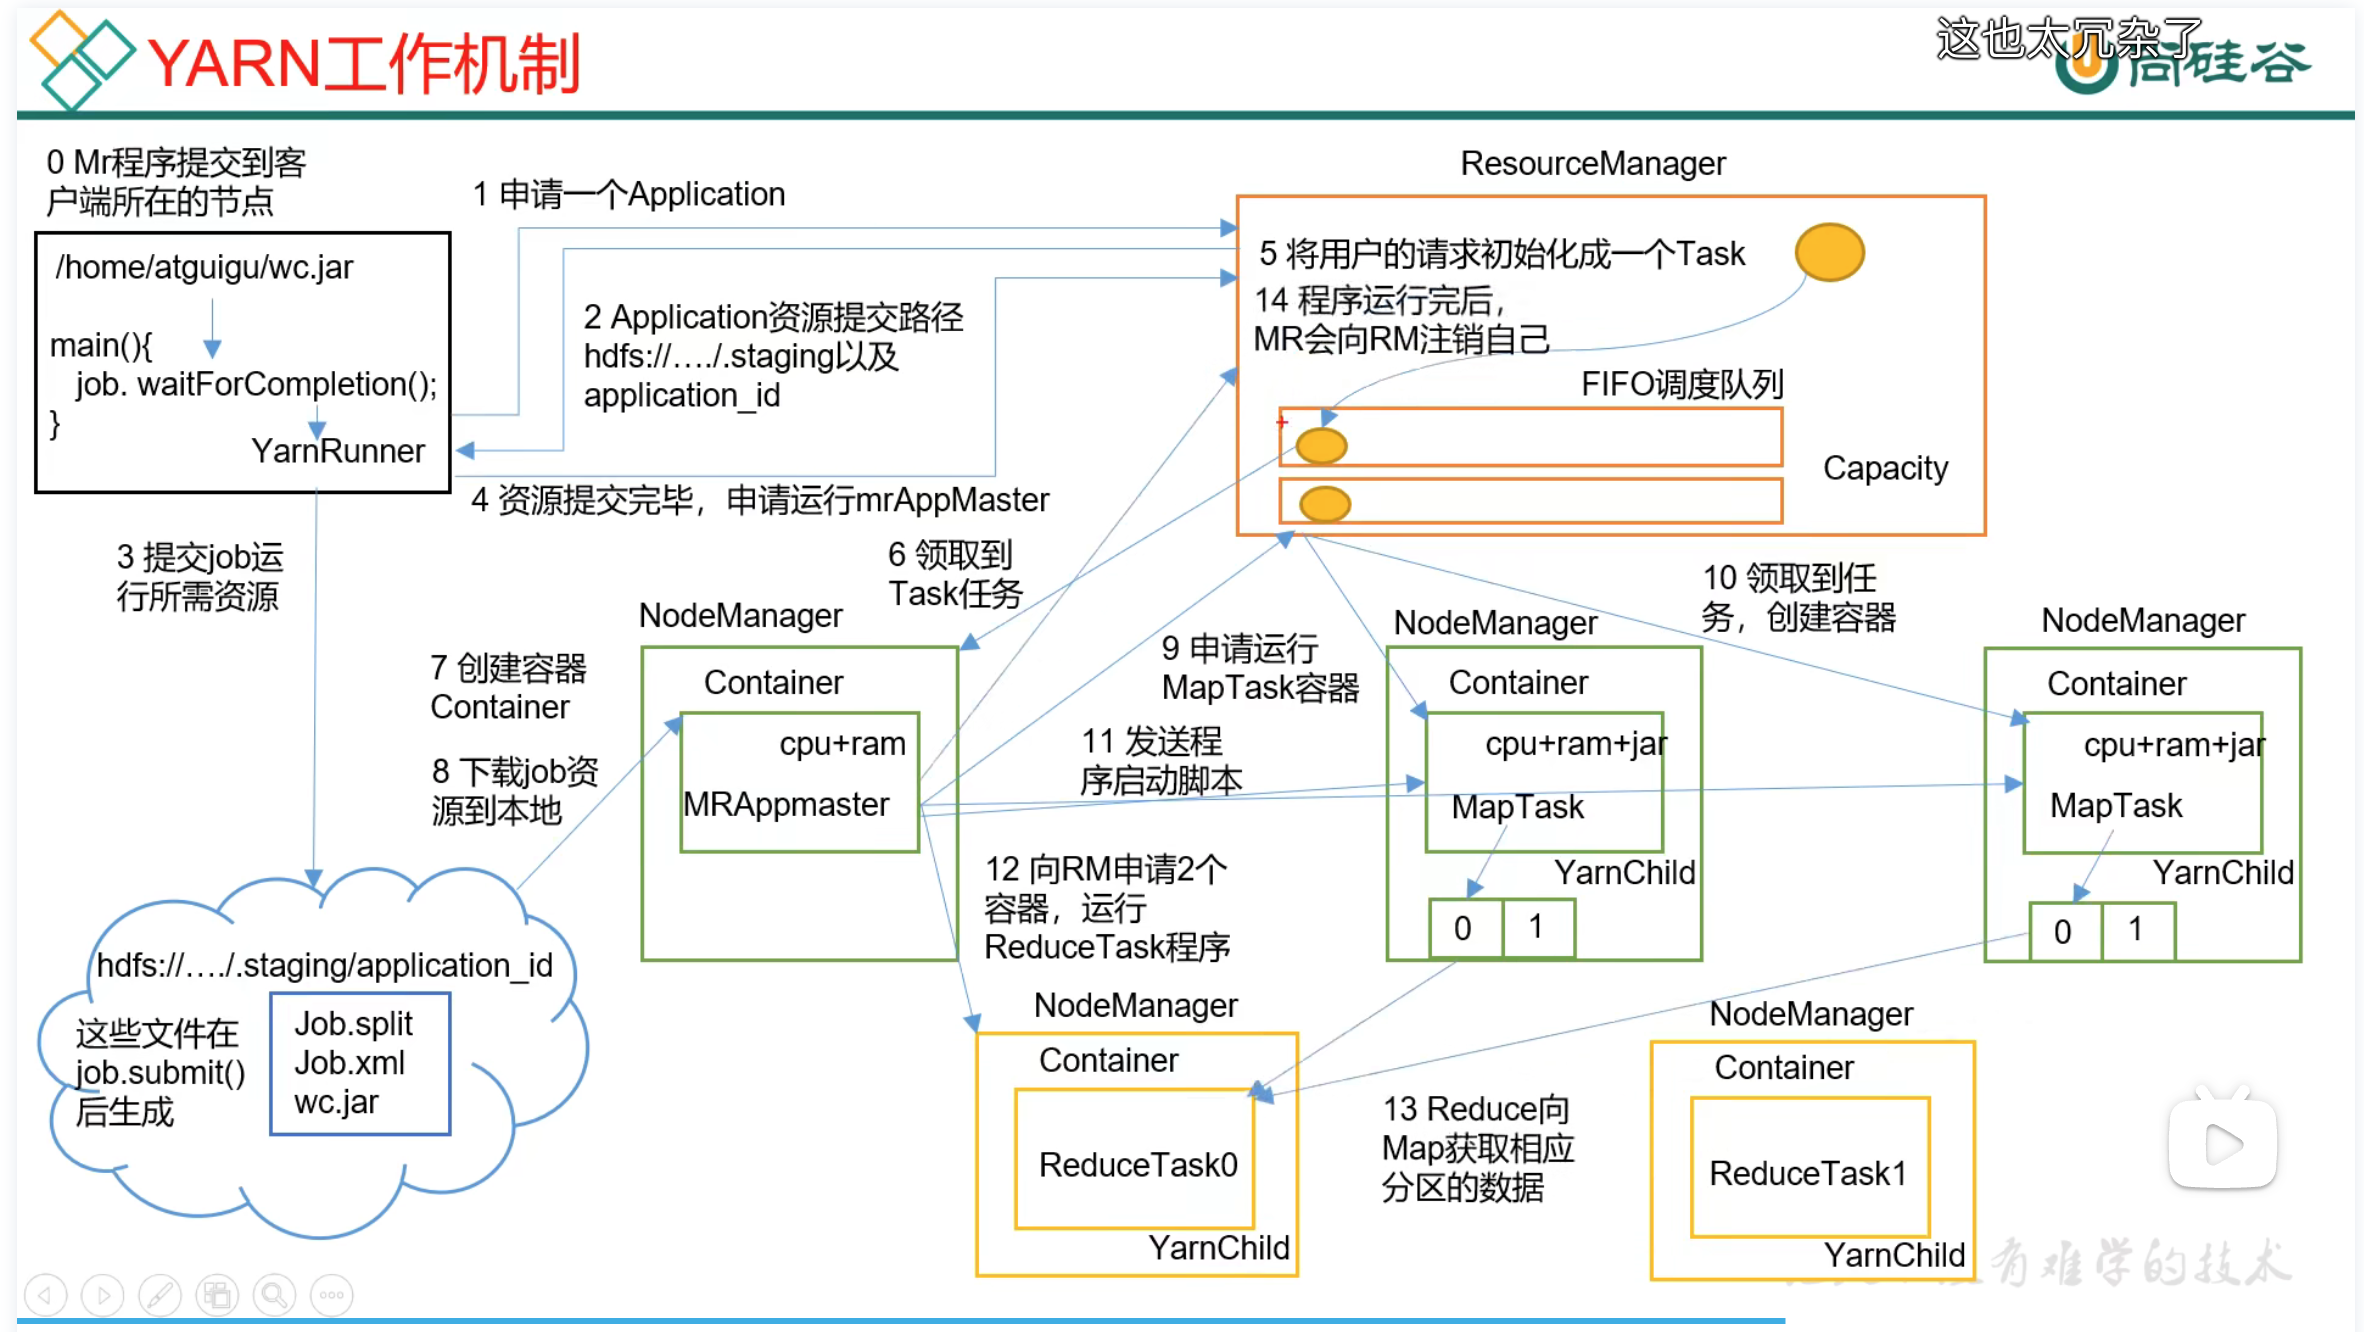 YARN工作机制
这也太冗杂了
尚硅谷
0 Mr程序提交到客
户端所在的节点
/home/atguigu/wc.jar
main(){
job. waitForCompletion();
}
YarnRunner
1 申请一个Application
2 Application资源提交路径
hdfs://…./.staging以及
application_id
4 资源提交完毕，申请运行mrAppMaster
3 提交job运
行所需资源
ResourceManager
5 将用户的请求初始化成一个Task
14 程序运行完后，
MR会向RM注销自己
FIFO调度队列
Capacity
6 领取到
Task任务
7 创建容器
Container
8 下载job资
源到本地
NodeManager
Container
cpu+ram
MRAppmaster
9 申请运行
MapTask容器
10 领取到任
务，创建容器
11 发送程
序启动脚本
12 向RM申请2个
容器，运行
ReduceTask程序
NodeManager
Container
cpu+ram+jar
MapTask
YarnChild
0 1
NodeManager
Container
cpu+ram+jar
MapTask
YarnChild
0 1
hdfs://…./.staging/application_id
这些文件在
job.submit()
后生成
Job.split
Job.xml
wc.jar
NodeManager
Container
ReduceTask0
YarnChild
13 Reduce向
Map获取相应
分区的数据
NodeManager
Container
ReduceTask1
YarnChild
有难学的技术